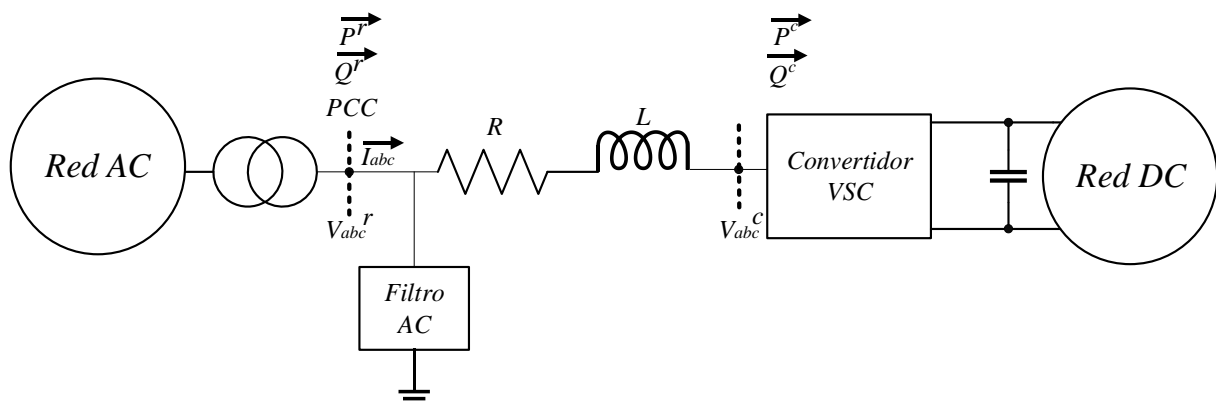 P^r
Q^r
PCC
Red AC
I_abc
V_abc^r
Filtro
AC
R
L
P^c
Q^c
V_abc^c
Convertidor
VSC
Red DC